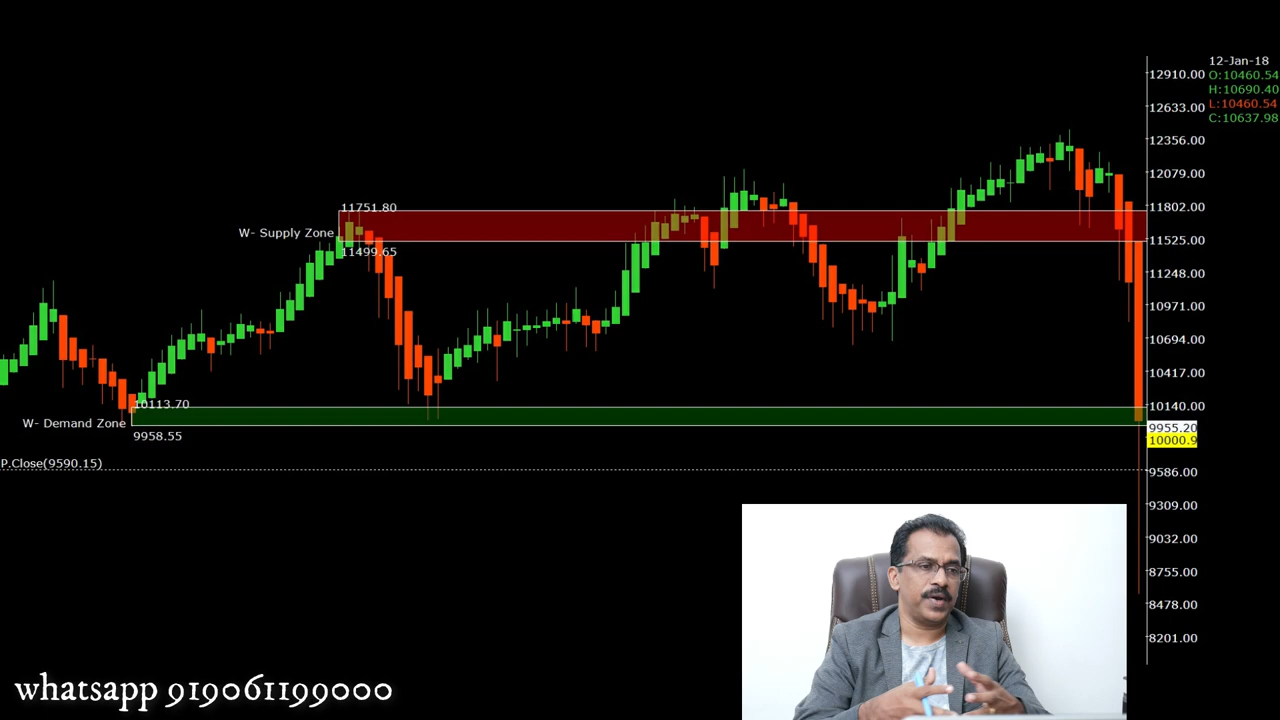 12-Jan-18
O:10460.54
H:10690.40
L:10460.54
C:10637.98
12910.00
12633.00
12356.00
12079.00
11802.00
11525.00
11248.00
10971.00
10694.00
10417.00
10140.00
9955.20
10000.9
9586.00
9309.00
9032.00
8755.00
8478.00
8201.00
11751.80
W- Supply Zone
11499.65
10113.70
W- Demand Zone
9958.55
P.Close(9590.15)
whatsapp 919061199000